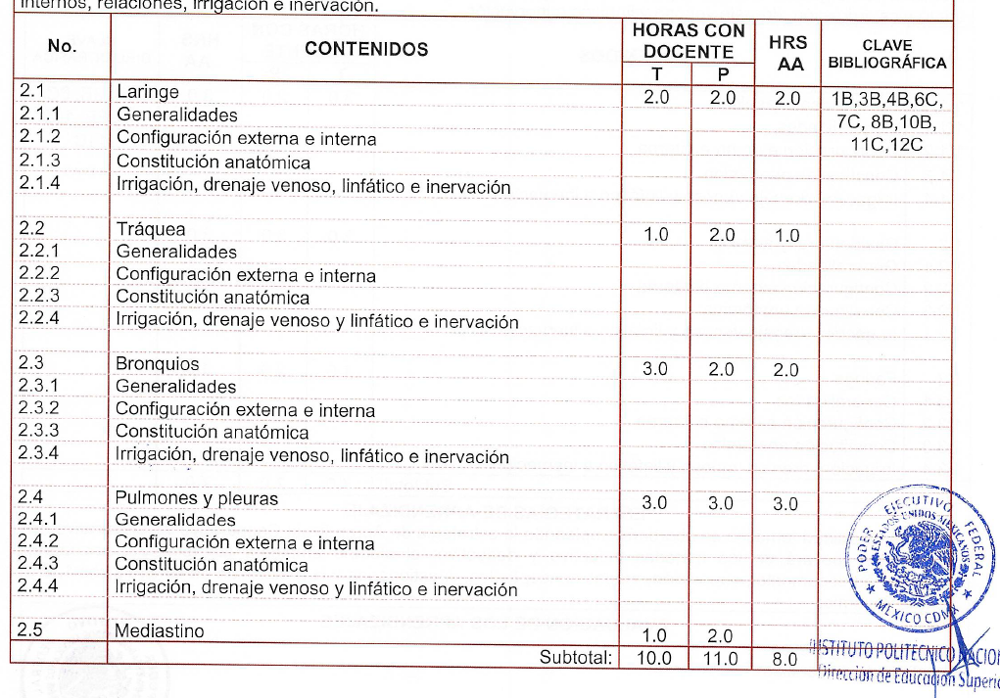 internos, relaciones, irrigación e inervación.
No. CONTENIDOS HORAS CON DOCENTE HRS AA CLAVE BIBLIOGRÁFICA
T P
2.1 Laringe 2.0 2.0 2.0 1B,3B,4B,6C,
2.1.1 Generalidades 7C, 8B,10B,
2.1.2 Configuración externa e interna 11C,12C
2.1.3 Constitución anatómica
2.1.4 Irrigación, drenaje venoso, linfático e inervación
2.2 Tráquea 1.0 2.0 1.0
2.2.1 Generalidades
2.2.2 Configuración externa e interna
2.2.3 Constitución anatómica
2.2.4 Irrigación, drenaje venoso y linfático e inervación
2.3 Bronquios 3.0 2.0 2.0
2.3.1 Generalidades
2.3.2 Configuración externa e interna
2.3.3 Constitución anatómica
2.3.4 Irrigación, drenaje venoso, linfático e inervación
2.4 Pulmones y pleuras 3.0 3.0 3.0
2.4.1 Generalidades
2.4.2 Configuración externa e interna
2.4.3 Constitución anatómica
2.4.4 Irrigación, drenaje venoso y linfático e inervación
2.5 Mediastino 1.0 2.0
Subtotal: 10.0 11.0 8.0
PODER EJECUTIVO FEDERAL
ESTADOS UNIDOS MEXICANOS
MÉXICO CDMX
INSTITUTO POLITECNICO NACION
Dirección de Educación Superio